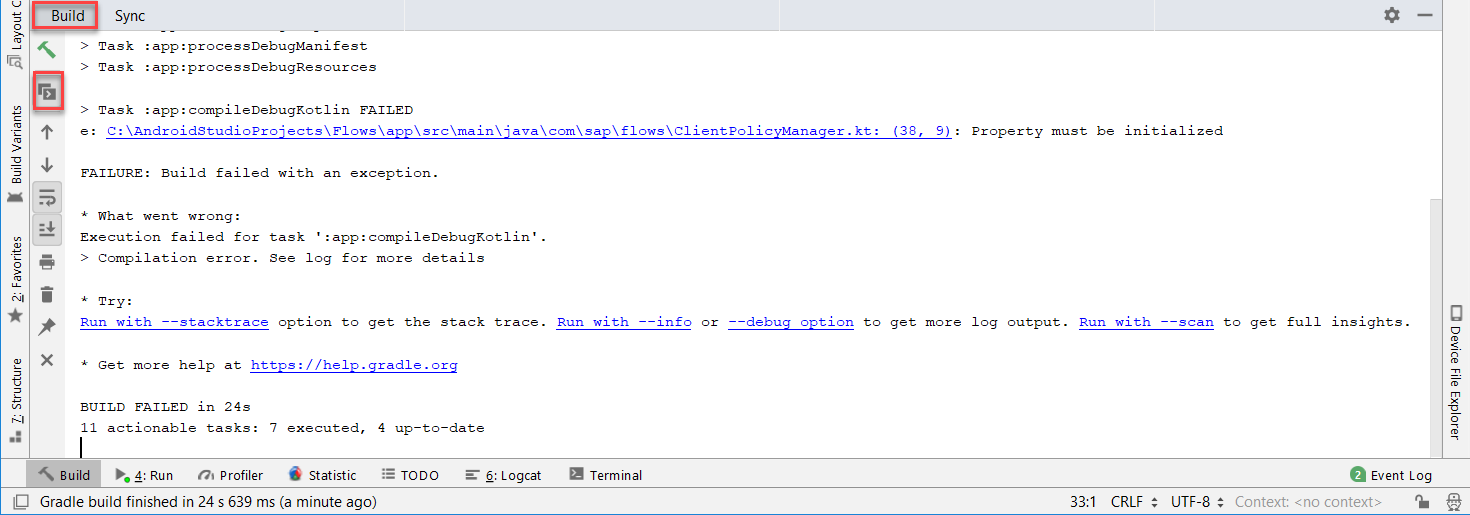 Build Sync
> Task :app:processDebugManifest
> Task :app:processDebugResources
> Task :app:compileDebugKotlin FAILED
e: C:\AndroidStudioProjects\Flows\app\src\main\java\com\sap\flows\ClientPolicyManager.kt: (38, 9): Property must be initialized
FAILURE: Build failed with an exception.
* What went wrong:
Execution failed for task ':app:compileDebugKotlin'.
> Compilation error. See log for more details
* Try:
Run with --stacktrace option to get the stack trace. Run with --info or --debug option to get more log output. Run with --scan to get full insights.
* Get more help at https://help.gradle.org
BUILD FAILED in 24s
11 actionable tasks: 7 executed, 4 up-to-date
Layout C
Build Variants
2: Favorites
7: Structure
Device File Explorer
Build 4: Run Profiler Statistic TODO 6: Logcat Terminal 2 Event Log
Gradle build finished in 24 s 639 ms (a minute ago) 33:1 CRLF UTF-8 Context: <no context>